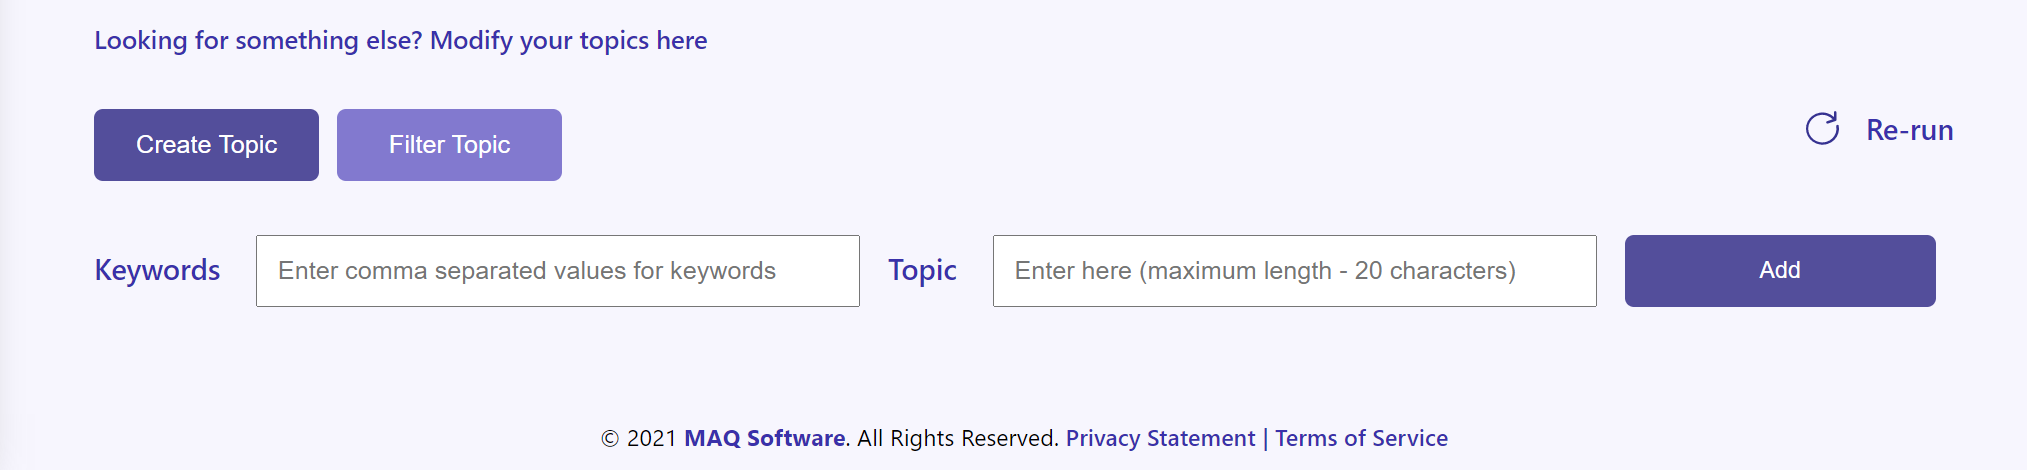 Looking for something else? Modify your topics here
Create Topic Filter Topic Re-run
Keywords Enter comma separated values for keywords Topic Enter here (maximum length - 20 characters) Add
© 2021 MAQ Software. All Rights Reserved. Privacy Statement | Terms of Service